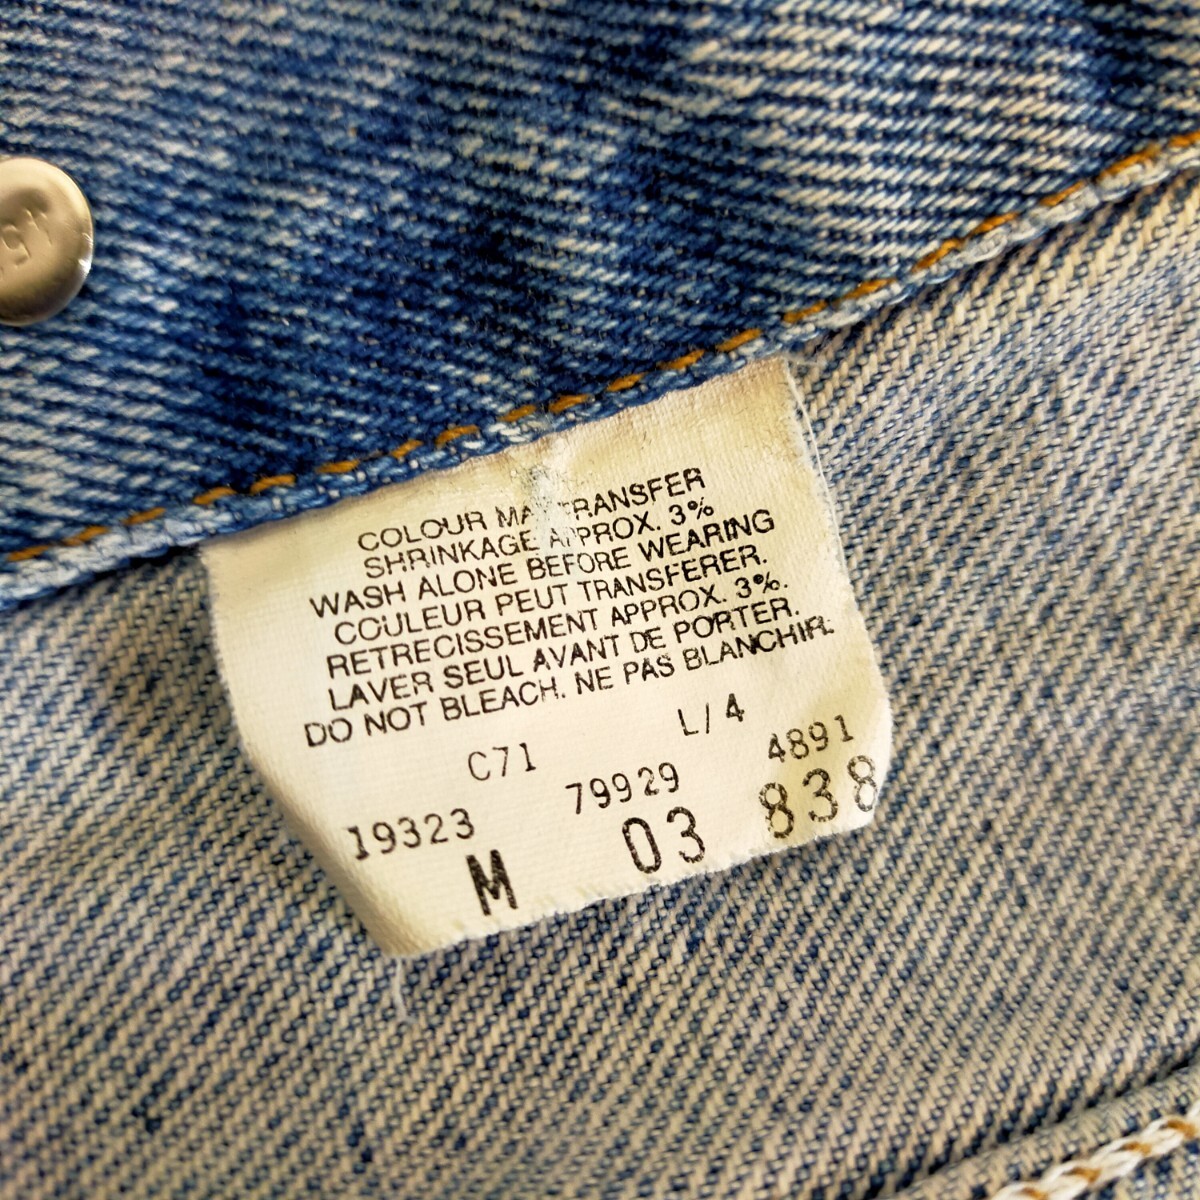 COLOUR MAY TRANSFER
SHRINKAGE APPROX. 3%
WASH ALONE BEFORE WEARING
COULEUR PEUT TRANSFERER.
RETRECISSEMENT APPROX. 3%.
LAVER SEUL AVANT DE PORTER.
DO NOT BLEACH. NE PAS BLANCHIR.
C71 L/4
19323 79929 4891
M 03 838